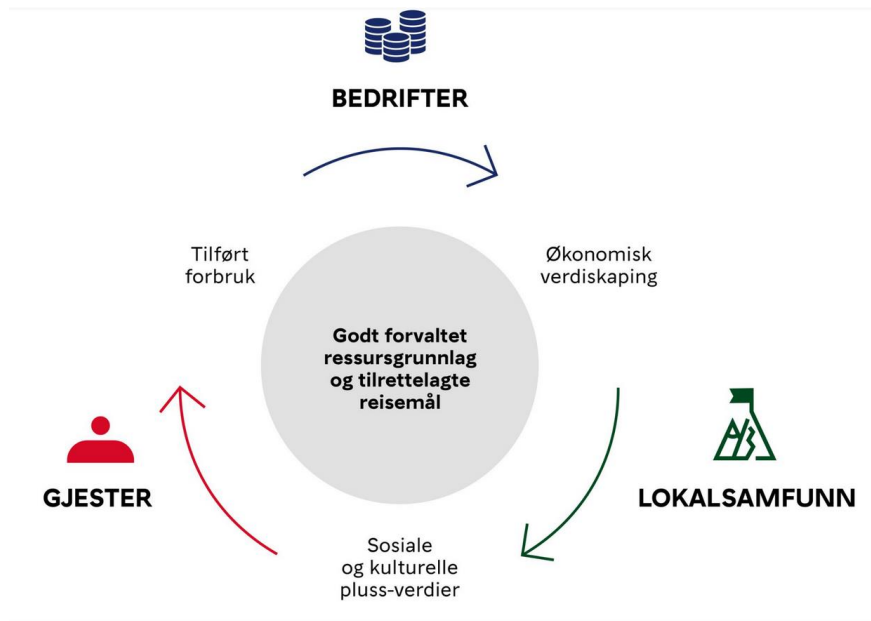 BEDRIFTER
Tilført
forbruk
Økonomisk
verdiskaping
Godt forvaltet
ressursgrunnlag
og tilrettelagte
reisemål
GJESTER
LOKALSAMFUNN
Sosiale
og kulturelle
pluss-verdier